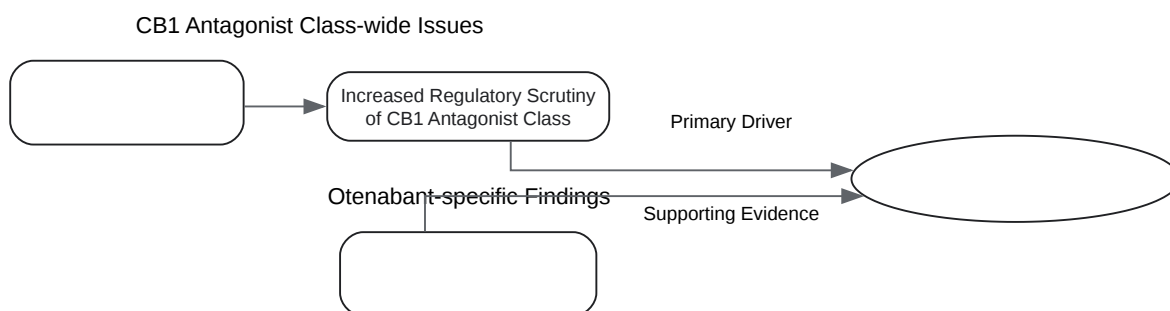 CB1 Antagonist Class-wide Issues
Increased Regulatory Scrutiny
of CB1 Antagonist Class
Primary Driver
Otenabant-specific Findings
Supporting Evidence